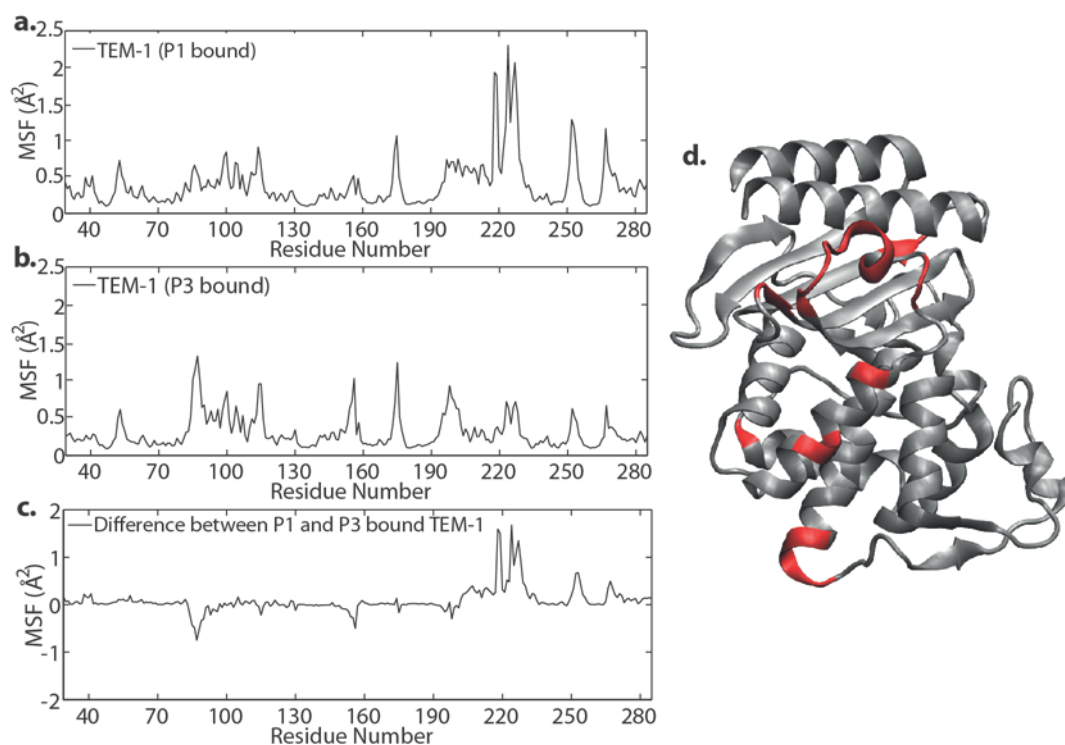 a.
2.5
TEM-1 (P1 bound)
2
1.5
1
0.5
0
MSF (Å²)
40 70 100 130 160 190 220 250 280
Residue Number
b.
2.5
TEM-1 (P3 bound)
2
1.5
1
0.5
0
MSF (Å²)
40 70 100 130 160 190 220 250 280
Residue Number
c.
2
Difference between P1 and P3 bound TEM-1
1
0
-1
-2
MSF (Å²)
40 70 100 130 160 190 220 250 280
Residue Number
d.